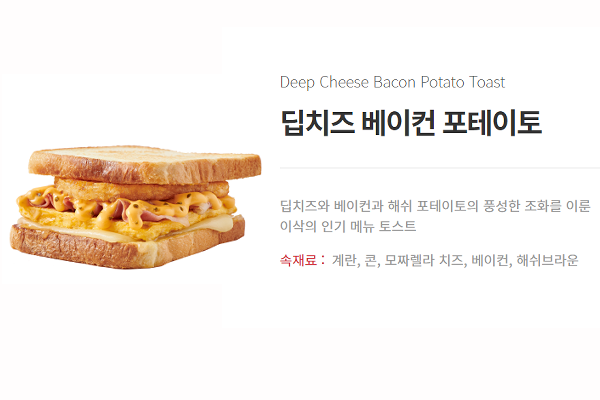 Deep Cheese Bacon Potato Toast
딥치즈 베이컨 포테이토
딥치즈와 베이컨과 해쉬 포테이토의 풍성한 조화를 이룬
이삭의 인기 메뉴 토스트
속재료 : 계란, 콘, 모짜렐라 치즈, 베이컨, 해쉬브라운